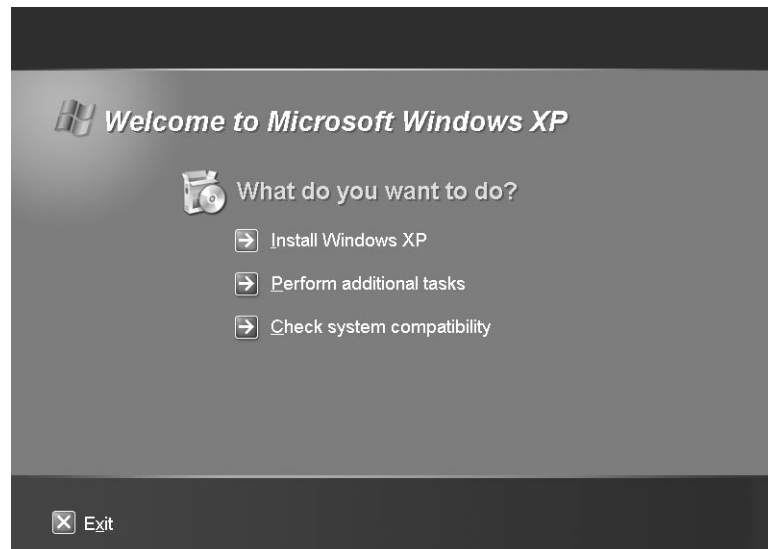 Welcome to Microsoft Windows XP
What do you want to do?
Install Windows XP
Perform additional tasks
Check system compatibility
Exit